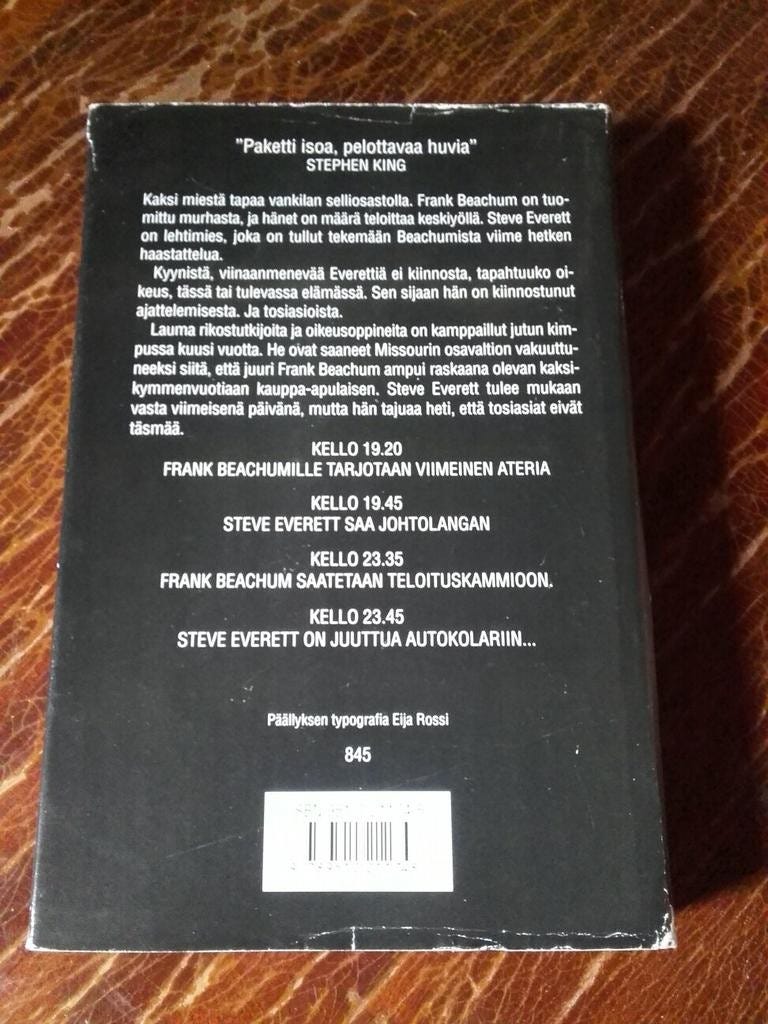 "Paketti isoa, pelottavaa huvia"
STEPHEN KING
Kaksi miestä tapaa vankilanselliosastolla. Frank Beachum on tuo-
mittu murhasta, ja hänet on määrä teloittaa keskiyöllä. Steve Everett
on lehtimies, joka on tullut tekemään Beachumista viime hetken
haastattelua.
Kyynistä, viinaanmenevää Everettiä ei kiinnosta, tapahtuuko oi-
keus, tässä tai tulevassa elämässä. Sen sijaan hän on kiinnostunut
ajattelemisesta. Ja tosiasioista.
Lauma rikostutkijoita ja oikeusoppineita on kamppaillut jutun kim-
pussa kuusi vuotta. He ovat saaneet Missourin osavaltion vakuuttu-
neeksi siitä, että juuri Frank Beachum ampui raskaana olevan kaksi-
kymmenvuotiaan kauppa-apulaisen. Steve Everett tulee mukaan
vasta viimeisenä päivänä, mutta hän tajuaa heti, että tosiasiat eivät
täsmää.
KELLO 19.20
FRANK BEACHUMILLE TARJOTAAN VIIMEINEN ATERIA
KELLO 19.45
STEVE EVERETT SAA JOHTOLANGAN
KELLO 23.35
FRANK BEACHUM SAATETAAN TELOITUSKAMMIOON.
KELLO 23.45
STEVE EVERETT ON JUUTTUA AUTOKOLARIIN...
Päällyksen typografia Eija Rossi
845